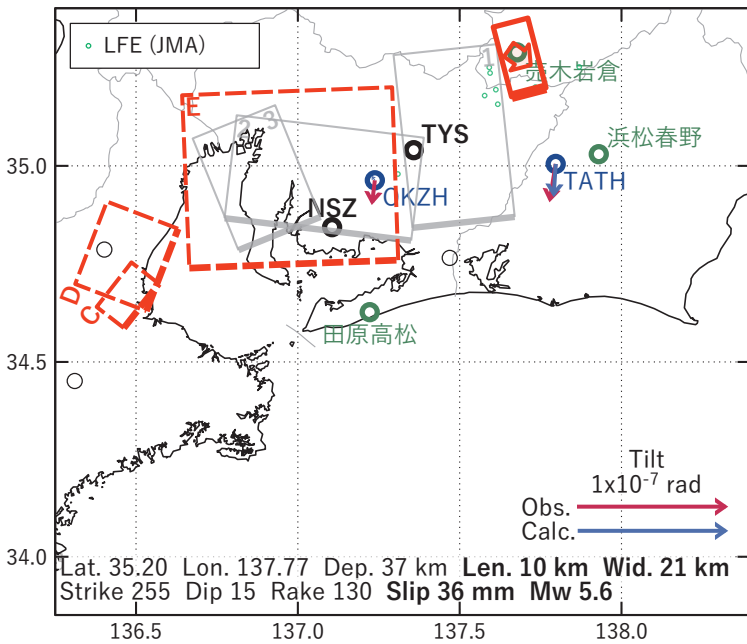 LFE (JMA)
E
1
売木岩倉
2
3
TYS
浜松春野
35.0
OKZH
TATH
NSZ
D
C
田原高松
34.5
Tilt
1x10⁻⁷ rad
Obs.
Calc.
34.0
Lat. 35.20 Lon. 137.77 Dep. 37 km Len. 10 km Wid. 21 km
Strike 255 Dip 15 Rake 130 Slip 36 mm Mw 5.6
136.5 137.0 137.5 138.0